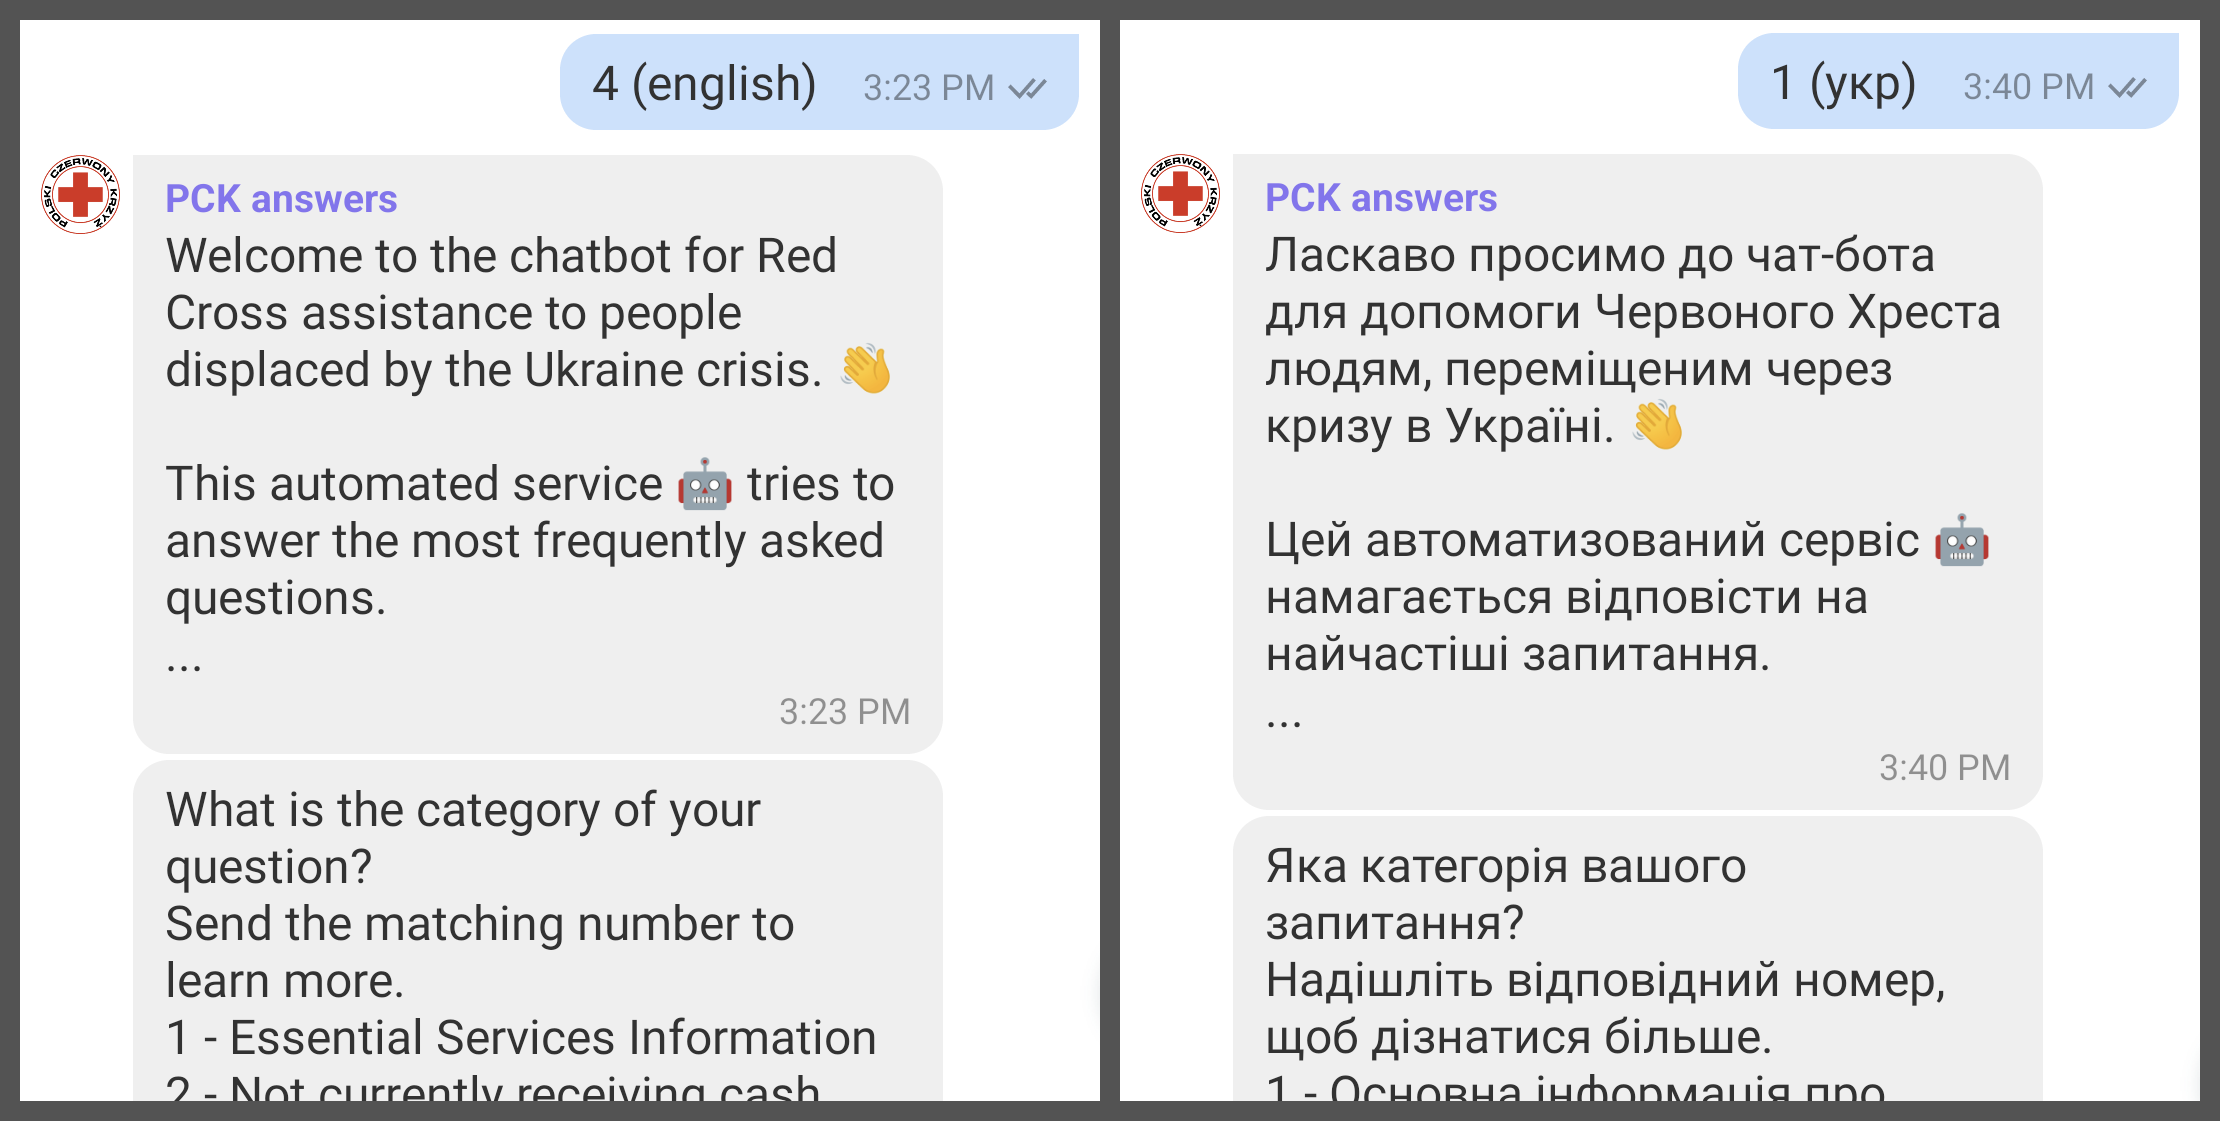 4 (english) 3:23 PM
POLSKI CZERWONY KRZYŻ
PCK answers
Welcome to the chatbot for Red
Cross assistance to people
displaced by the Ukraine crisis. 👋
This automated service 🤖 tries to
answer the most frequently asked
questions.
...
3:23 PM
What is the category of your
question?
Send the matching number to
learn more.
1 - Essential Services Information
2 - Not currently receiving cash
1 (укр) 3:40 PM
POLSKI CZERWONY KRZYŻ
PCK answers
Ласкаво просимо до чат-бота
для допомоги Червоного Хреста
людям, переміщеним через
кризу в Україні. 👋
Цей автоматизований сервіс 🤖
намагається відповісти на
найчастіші запитання.
...
3:40 PM
Яка категорія вашого
запитання?
Надішліть відповідний номер,
щоб дізнатися більше.
1 - Основна інформація про